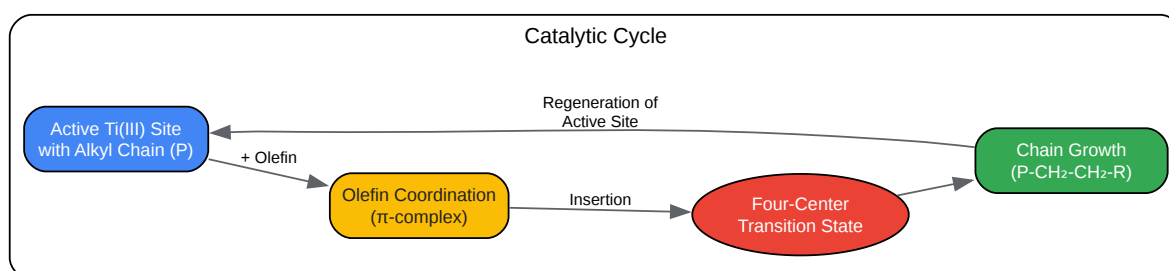 Catalytic Cycle
Active Ti(III) Site
with Alkyl Chain (P)
+ Olefin
Olefin Coordination
(π-complex)
Insertion
Four-Center
Transition State
Chain Growth
(P-CH₂-CH₂-R)
Regeneration of
Active Site